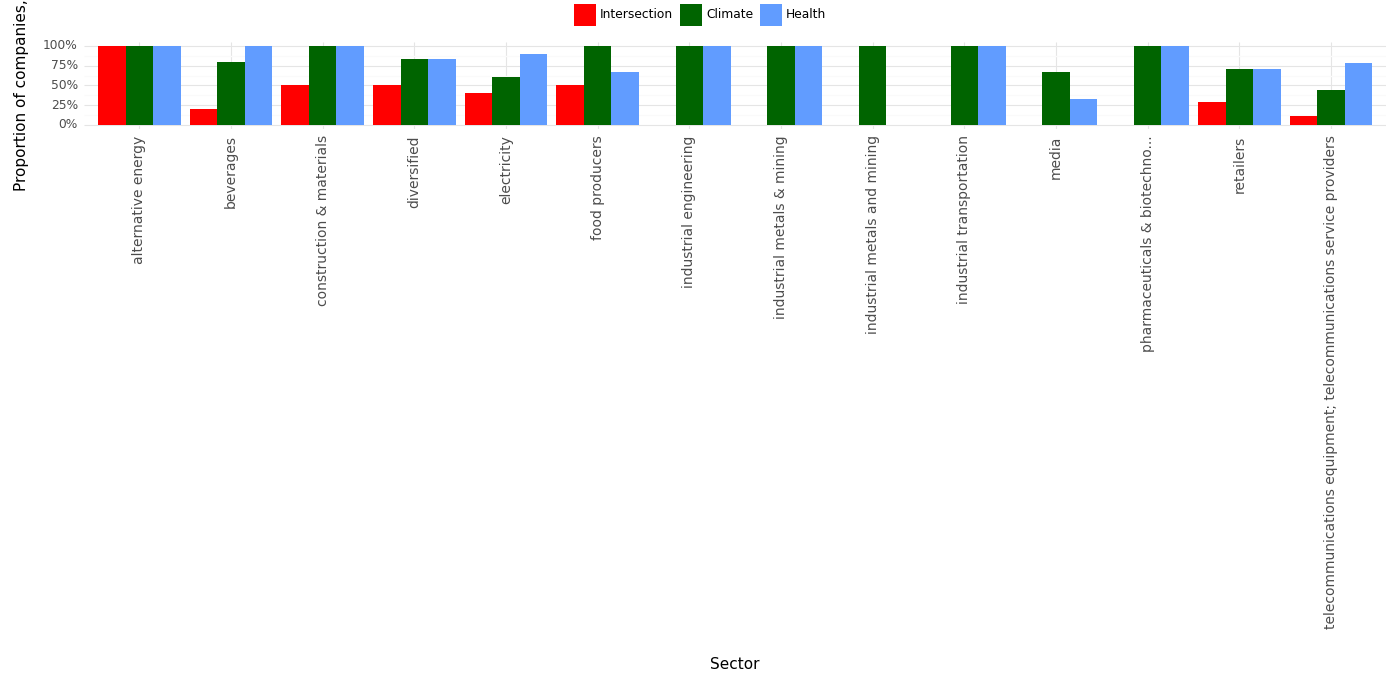 Intersection Climate Health
Proportion of companies,
100%
75%
50%
25%
0%
alternative energy
beverages
construction & materials
diversified
electricity
food producers
industrial engineering
industrial metals & mining
industrial metals and mining
industrial transportation
media
pharmaceuticals & biotechno...
retailers
telecommunications equipment; telecommunications service providers
Sector